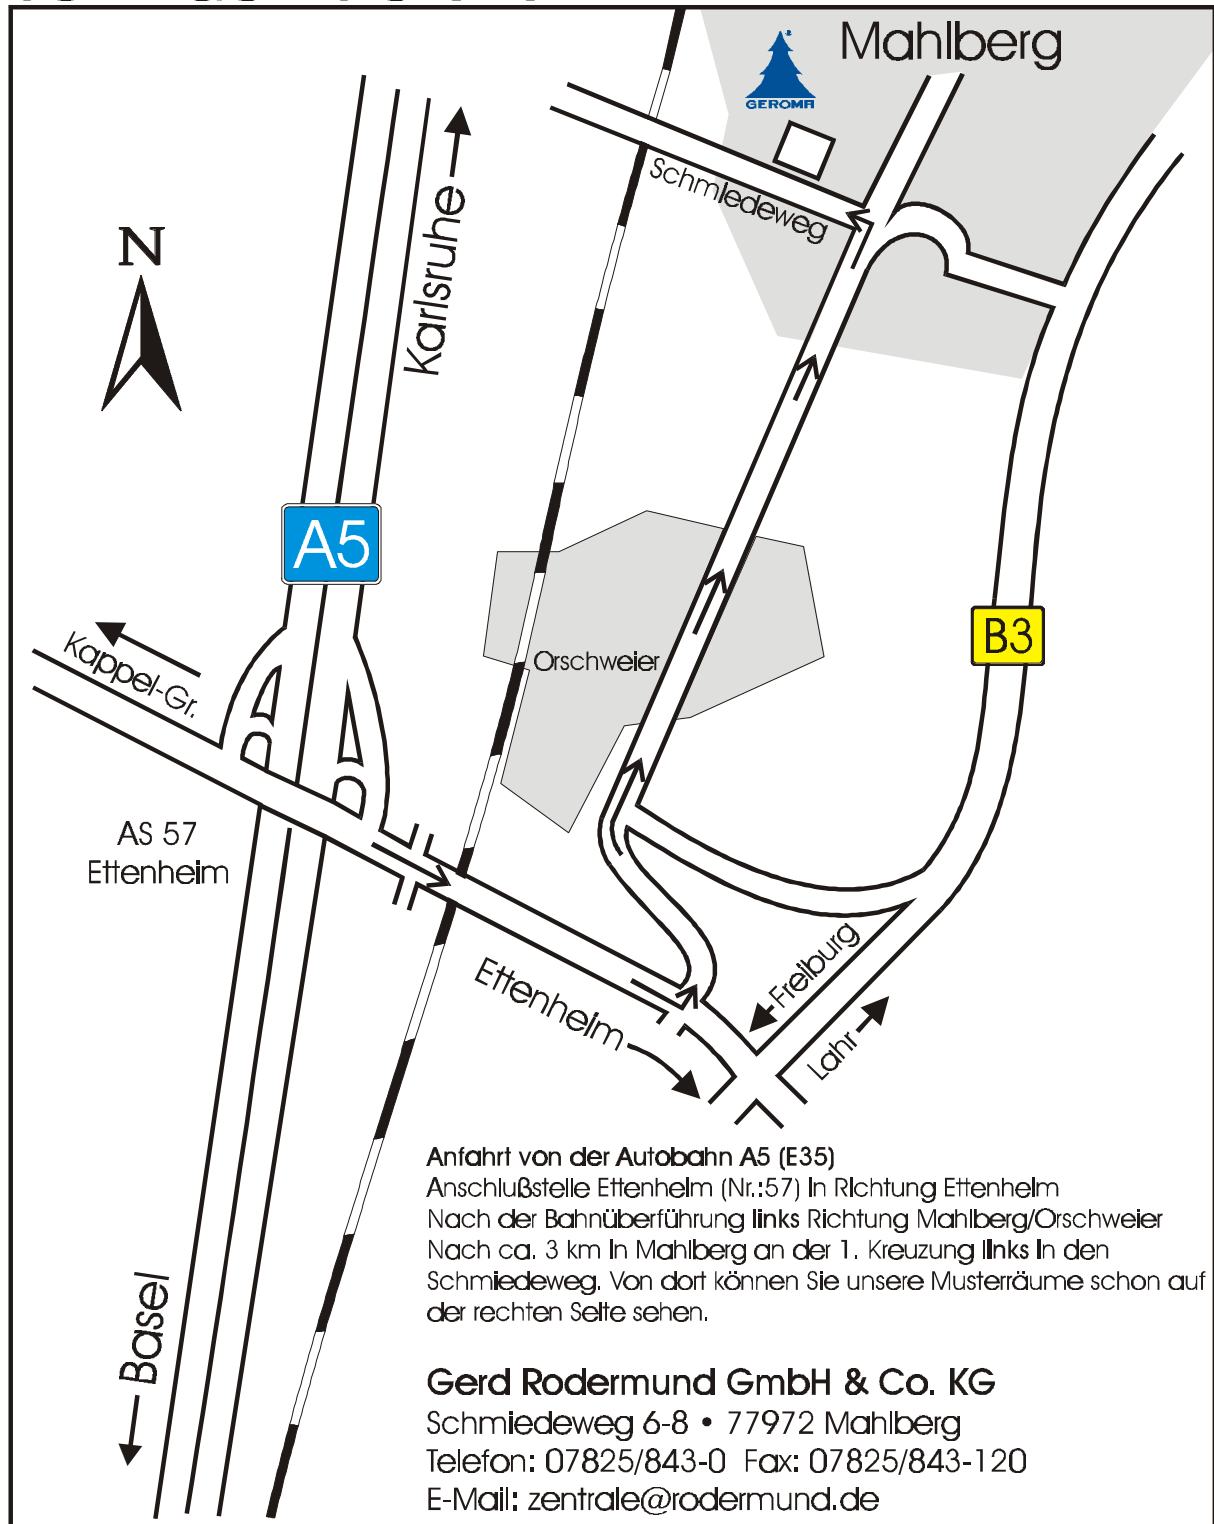 Mahlberg
GEROMA
Schmiedeweg
N
Karlsruhe
A5
Kappel-Gr.
Orschweier
B3
AS 57
Ettenheim
Ettenheim
Freiburg
Lahr
Basel
Anfahrt von der Autobahn A5 (E35)
Anschlußstelle Ettenheim (Nr.:57) in Richtung Ettenheim
Nach der Bahnüberführung links Richtung Mahlberg/Orschweier
Nach ca. 3 km in Mahlberg an der 1. Kreuzung links in den
Schmiedeweg. Von dort können Sie unsere Musterräume schon auf
der rechten Seite sehen.
Gerd Rodermund GmbH & Co. KG
Schmiedeweg 6-8 • 77972 Mahlberg
Telefon: 07825/843-0 Fax: 07825/843-120
E-Mail: zentrale@rodermund.de